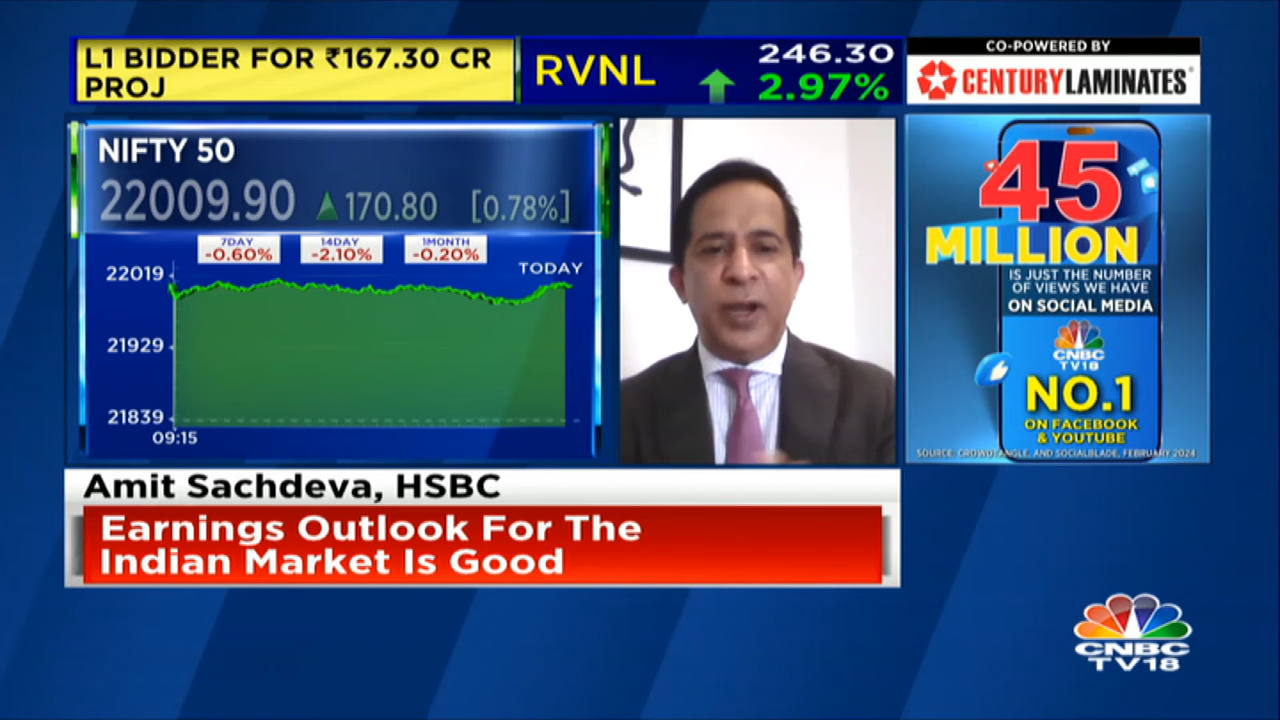 L1 BIDDER FOR ₹167.30 CR
PROJ
RVNL
246.30
2.97%
CO-POWERED BY
CENTURYLAMINATES®
NIFTY 50
22009.90 ▲170.80 [0.78%]
7DAY
-0.60%
14DAY
-2.10%
1MONTH
-0.20%
TODAY
22019
21929
21839
09:15
45
MILLION
IS JUST THE NUMBER
OF VIEWS WE HAVE
ON SOCIAL MEDIA
CNBC
TV18
NO.1
ON FACEBOOK
& YOUTUBE
SOURCE: CROWDTANGLE, AND SOCIALBLADE, FEBRUARY 2024
Amit Sachdeva, HSBC
Earnings Outlook For The
Indian Market Is Good
CNBC
TV18